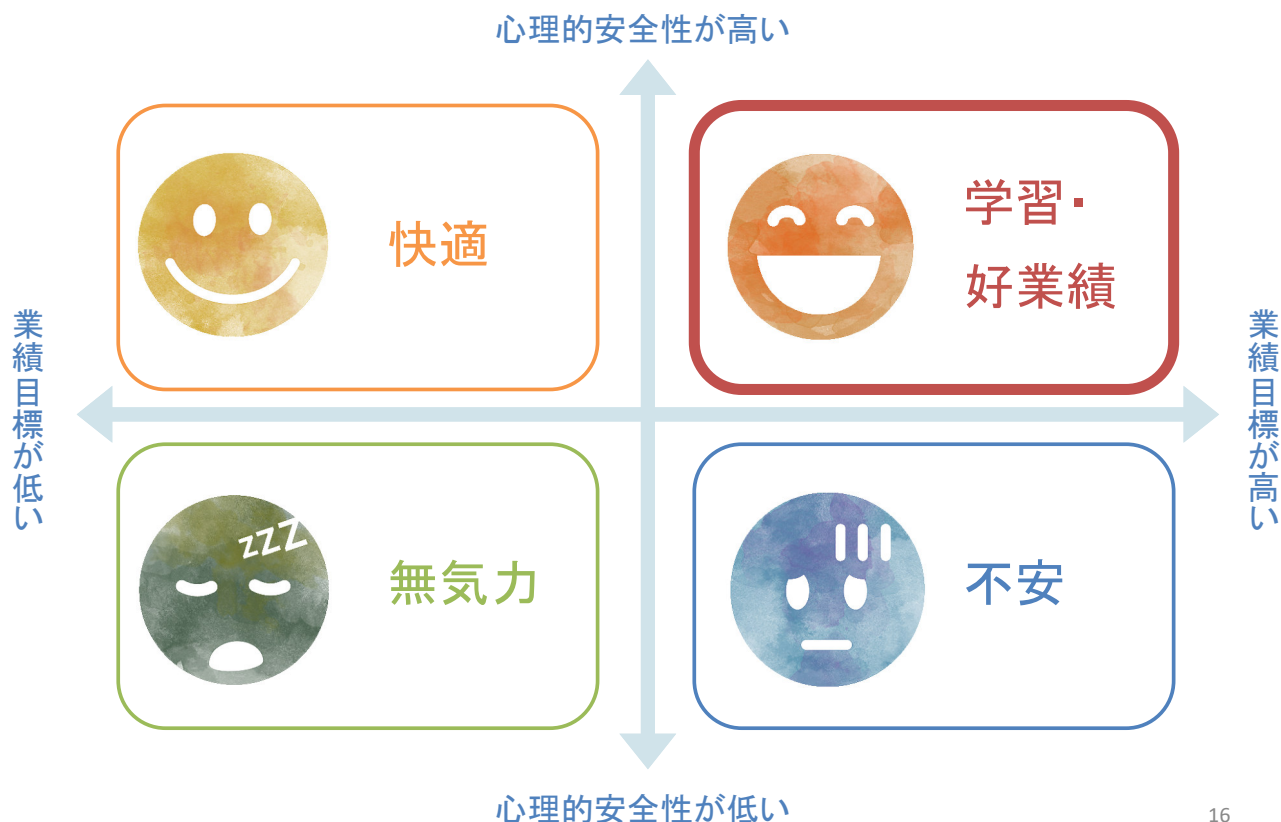 心理的安全性が高い
快適
学習・
好業績
業績目標が低い
業績目標が高い
zzZ
無気力
不安
心理的安全性が低い
16